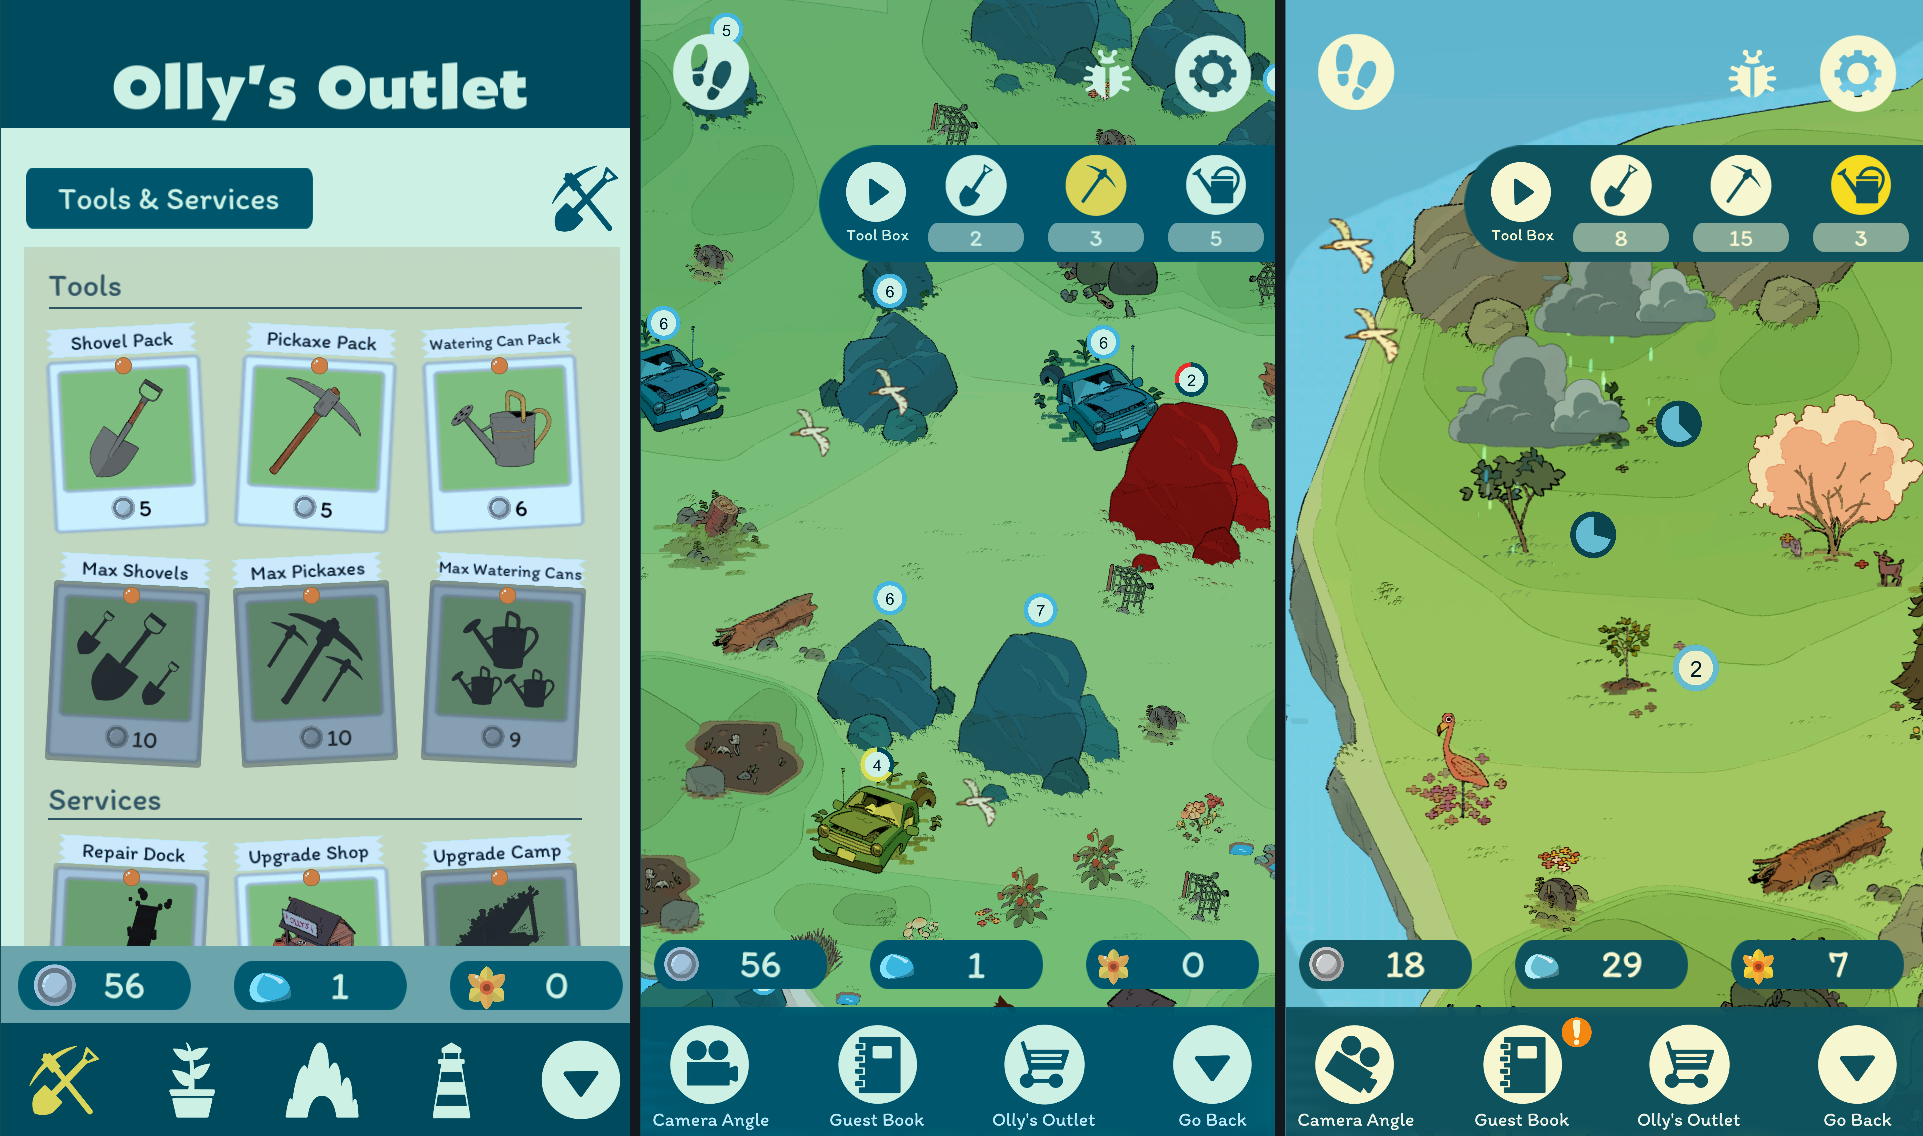 Olly's Outlet
Tools & Services
Tools
Shovel Pack
Pickaxe Pack
Watering Can Pack
5
5
6
Max Shovels
Max Pickaxes
Max Watering Cans
10
10
9
Services
Repair Dock
Upgrade Shop
Upgrade Camp
OLLY'S
56
1
0
5
Tool Box
2
3
5
6
6
6
2
6
7
4
56
1
0
Camera Angle
Guest Book
Olly's Outlet
Go Back
Tool Box
8
15
3
2
18
29
7
!
Camera Angle
Guest Book
Olly's Outlet
Go Back